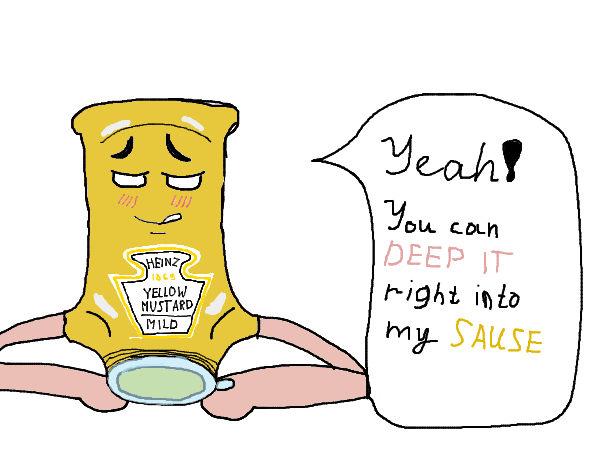 HEINZ
1869
YELLOW
MUSTARD
MILD
Yeah!
You can
DEEP IT
right into
my SAUSE